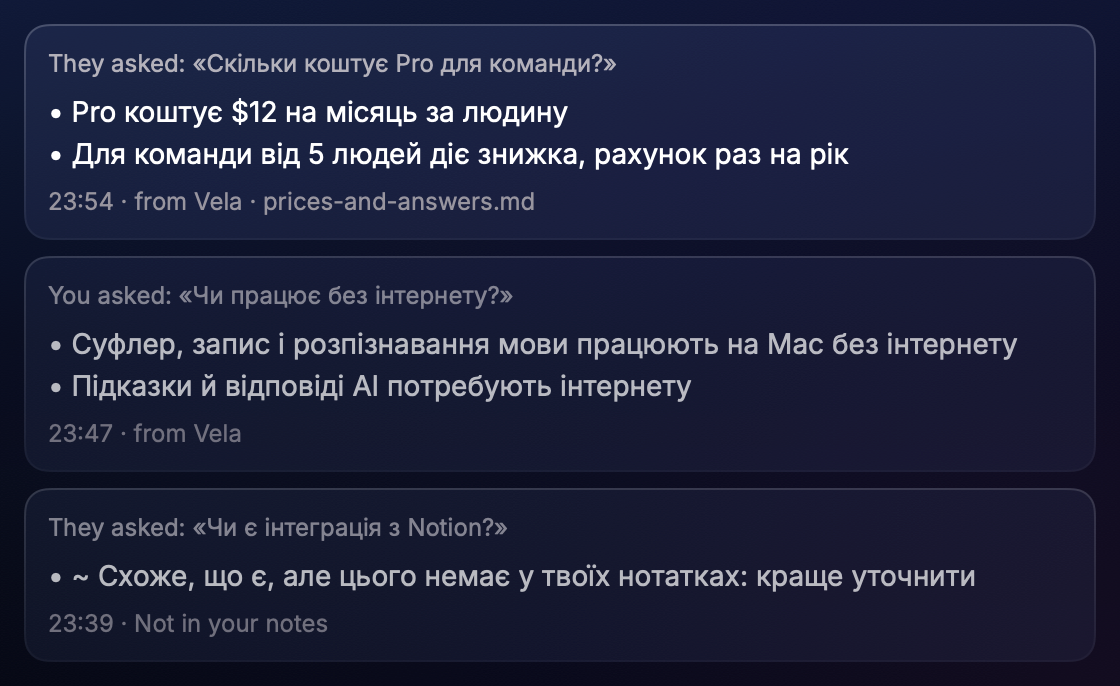 They asked: «Скільки коштує Pro для команди?»
• Pro коштує $12 на місяць за людину
• Для команди від 5 людей діє знижка, рахунок раз на рік
23:54 · from Vela · prices-and-answers.md
You asked: «Чи працює без інтернету?»
• Суфлер, запис і розпізнавання мови працюють на Mac без інтернету
• Підказки й відповіді AI потребують інтернету
23:47 · from Vela
They asked: «Чи є інтеграція з Notion?»
• ~ Схоже, що є, але цього немає у твоїх нотатках: краще уточнити
23:39 · Not in your notes